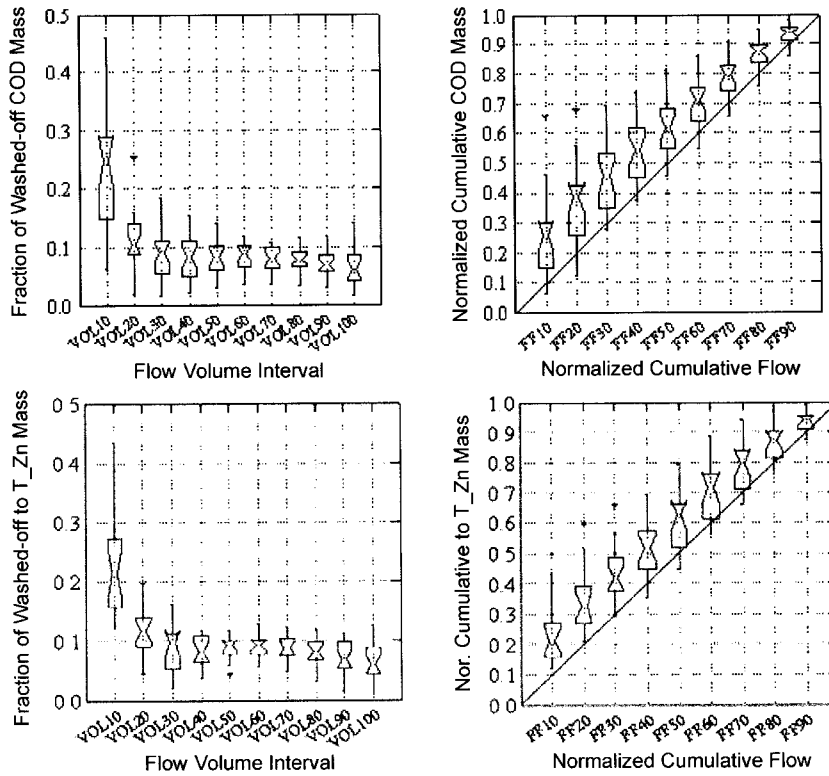 Fraction of Washed-off COD Mass
0.5
0.4
0.3
0.2
0.1
0.0
VOL10
VOL20
VOL30
VOL40
VOL50
VOL60
VOL70
VOL80
VOL90
VOL100
Flow Volume Interval
Normalized Cumulative COD Mass
1.0
0.9
0.8
0.7
0.6
0.5
0.4
0.3
0.2
0.1
0.0
FF10
FF20
FF30
FF40
FF50
FF60
FF70
FF80
FF90
Normalized Cumulative Flow
Fraction of Washed-off to T_Zn Mass
0 5
0.4
0.3
0.2
0.1
0 0
VOL10
VOL20
VOL30
VOL40
VOL50
VOL60
VOL70
VOL80
VOL90
VOL100
Flow Volume Interval
Nor. Cumulative to T_Zn Mass
1 0
0 9
0 8
0.7
0.6
0.5
0.4
0.3
0.2
0.1
0 0
FF10
FF20
FF30
FF40
FF50
FF60
FF70
FF80
FF90
Normalized Cumulative Flow